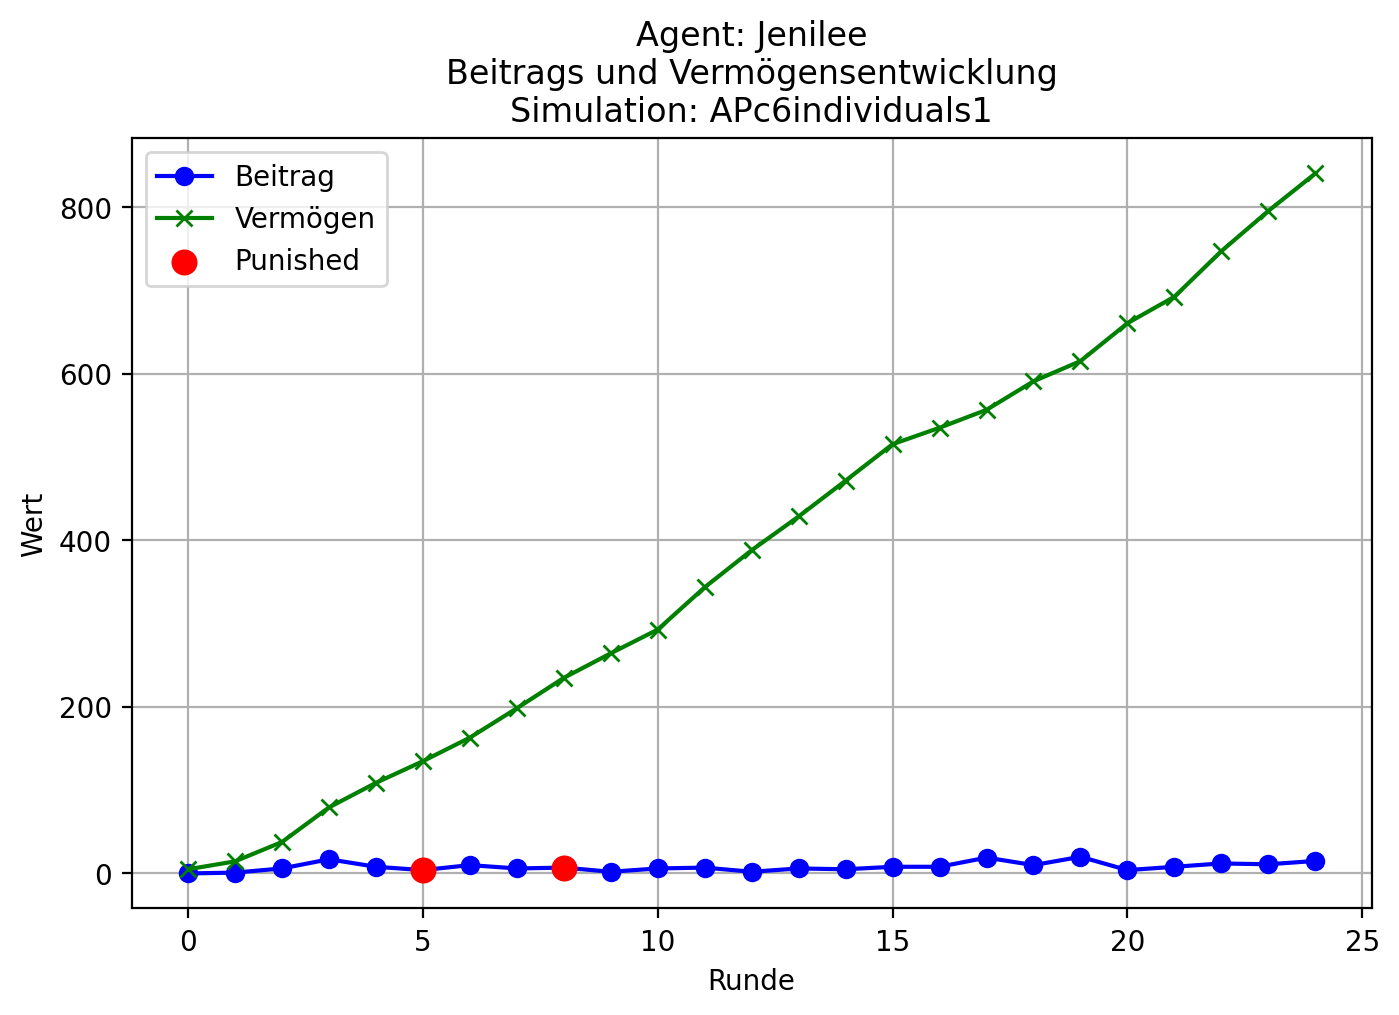 Agent: Jenilee
Beitrags und Vermögensentwicklung
Simulation: APc6individuals1
Beitrag
Vermögen
Punished
800
600
400
200
0
Wert
0 5 10 15 20 25
Runde